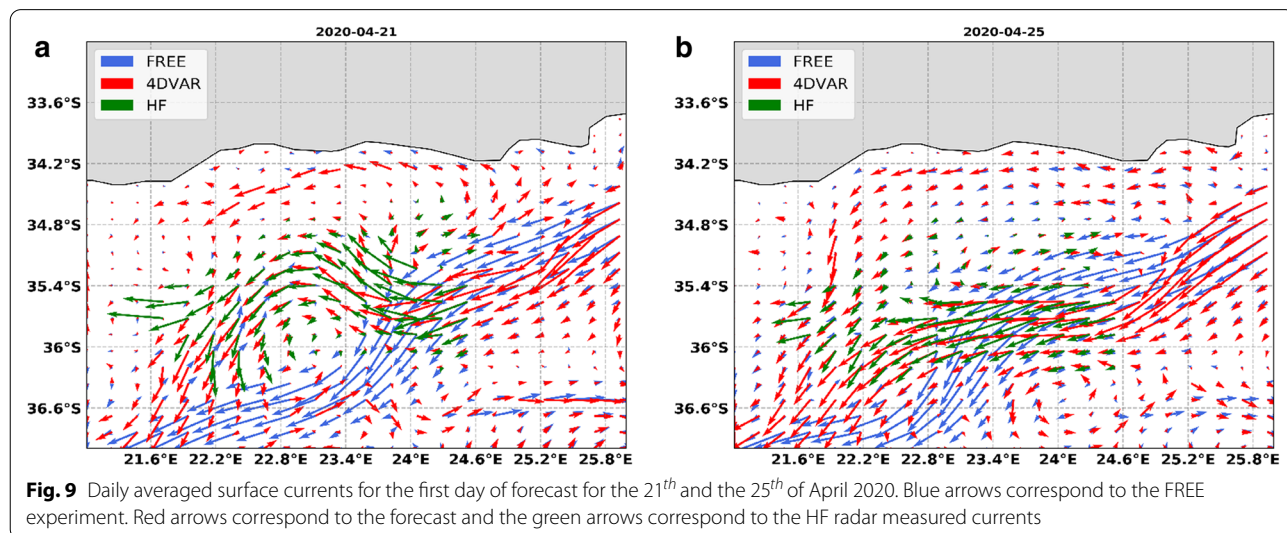 a
2020-04-21
FREE
4DVAR
HF
33.6°S
34.2°S
34.8°S
35.4°S
36°S
36.6°S
21.6°E 22.2°E 22.8°E 23.4°E 24°E 24.6°E 25.2°E 25.8°E
b
2020-04-25
FREE
4DVAR
HF
33.6°S
34.2°S
34.8°S
35.4°S
36°S
36.6°S
21.6°E 22.2°E 22.8°E 23.4°E 24°E 24.6°E 25.2°E 25.8°E
Fig. 9 Daily averaged surface currents for the first day of forecast for the 21th and the 25th of April 2020. Blue arrows correspond to the FREE
experiment. Red arrows correspond to the forecast and the green arrows correspond to the HF radar measured currents